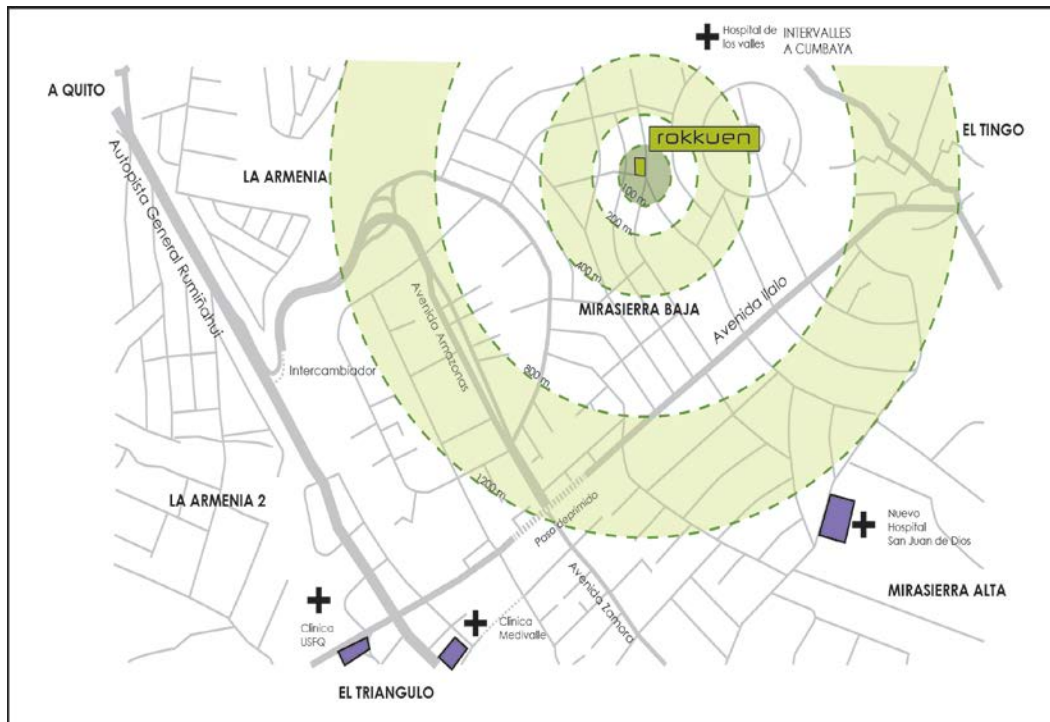 Hospital de
los valles
INTERVALLES
A CUMBAYA
A QUITO
rokkuen
EL TINGO
LA ARMENIA
100 m.
200 m.
400 m.
Autopista General Rumiñahui
MIRASIERRA BAJA
Avenida Ilalo
Avenida Amazonas
Intercambiador
800 m.
1200 m.
LA ARMENIA 2
Paso deprimido
Nuevo
Hospital
San Juan de Dios
Avenida Zamora
MIRASIERRA ALTA
Clínica
USFQ
Clínica
Medivalle
EL TRIANGULO